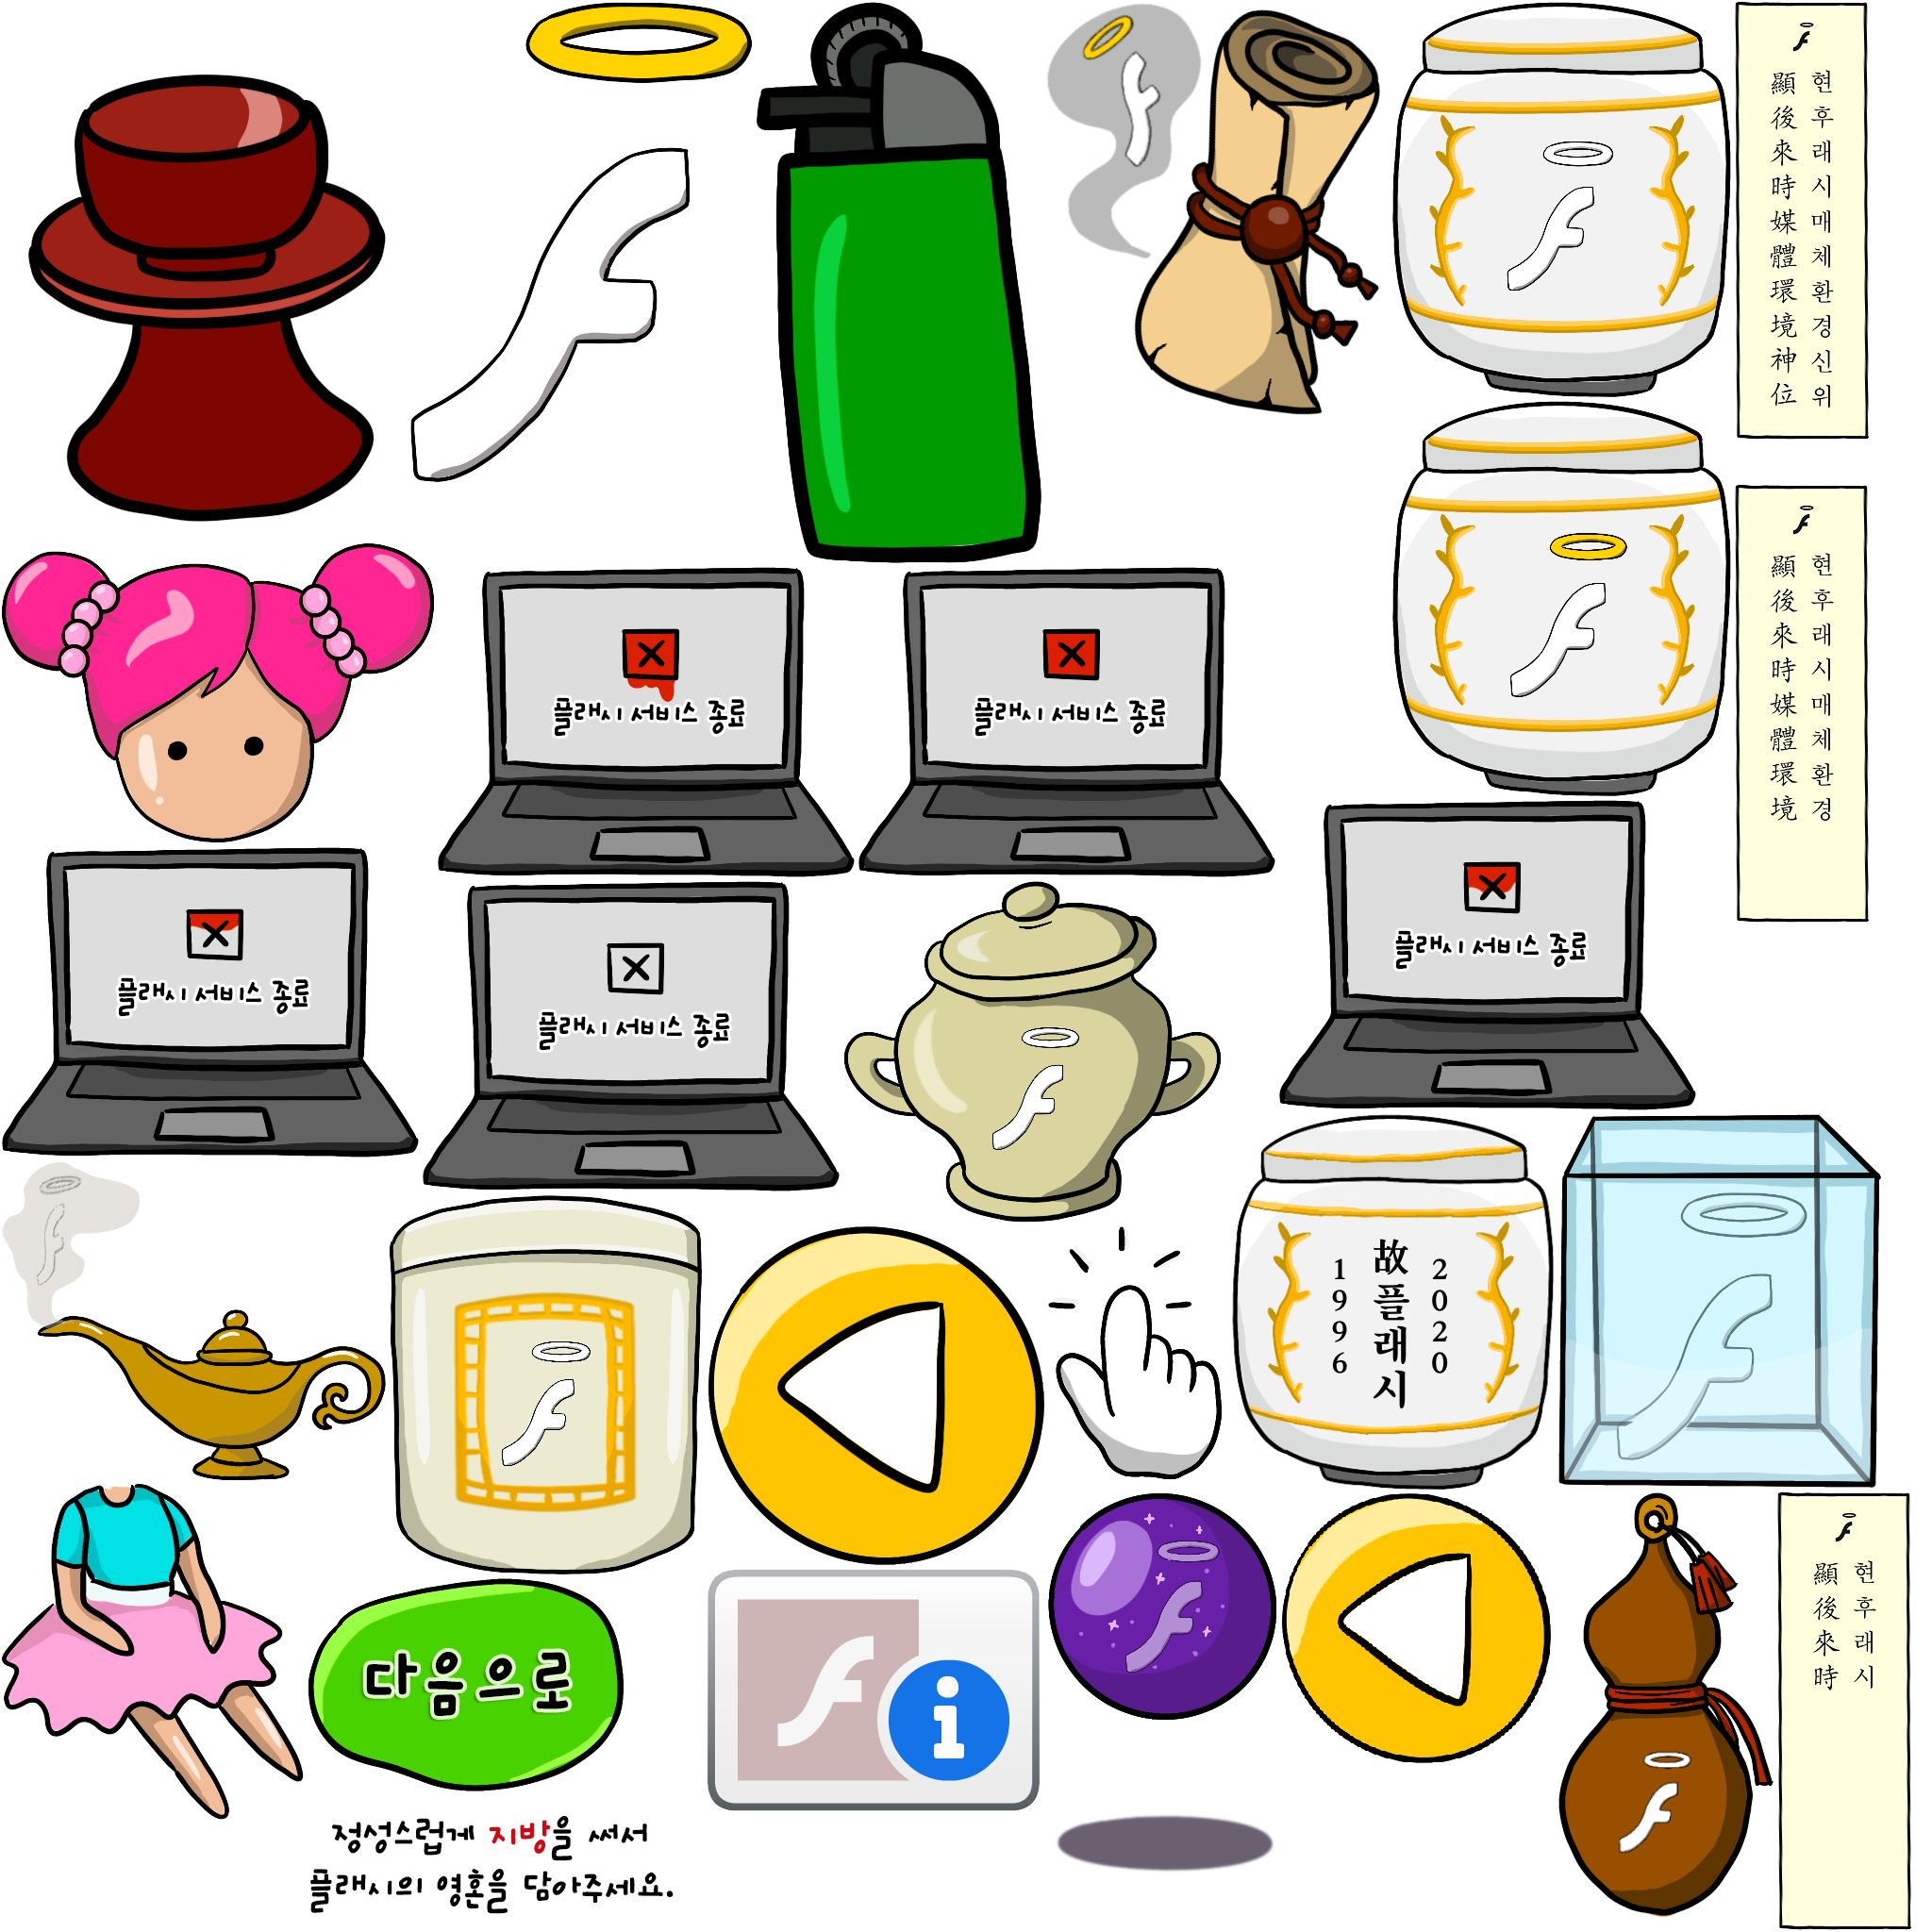 顯後來時媒體環境神位
현후래시매체환경신위
顯後來時媒體環境
현후래시매체환경
플래시 서비스 종료
플래시 서비스 종료
플래시 서비스 종료
플래시 서비스 종료
플래시 서비스 종료
1996
故플래시
2020
顯後來時
현후래시
다음으로
i
정성스럽게 지방을 써서
플래시의 영혼을 담아주세요.